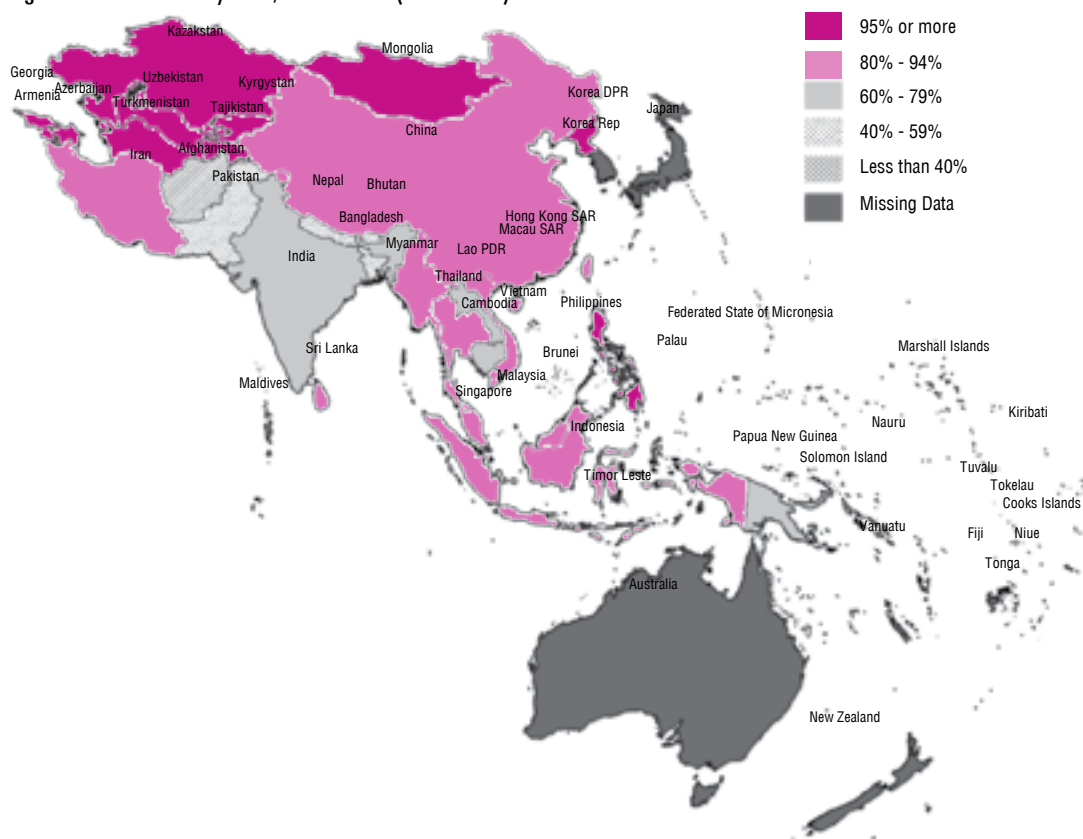 95% or more
80% - 94%
60% - 79%
40% - 59%
Less than 40%
Missing Data
Kazakstan
Mongolia
Georgia
Uzbekistan
Kyrgystan
Azerbaijan
Armenia
Turkmenistan
Tajikistan
Korea DPR
Japan
Korea Rep
China
Iran
Afghanistan
Pakistan
Nepal
Bhutan
Bangladesh
Hong Kong SAR
Macau SAR
Myanmar
India
Lao PDR
Thailand
Vietnam
Cambodia
Philippines
Federated State of Micronesia
Palau
Sri Lanka
Brunei
Marshall Islands
Maldives
Malaysia
Singapore
Kiribati
Nauru
Indonesia
Papua New Guinea
Solomon Island
Timor Leste
Tuvalu
Tokelau
Cooks Islands
Vanuatu
Fiji
Niue
Tonga
Australia
New Zealand